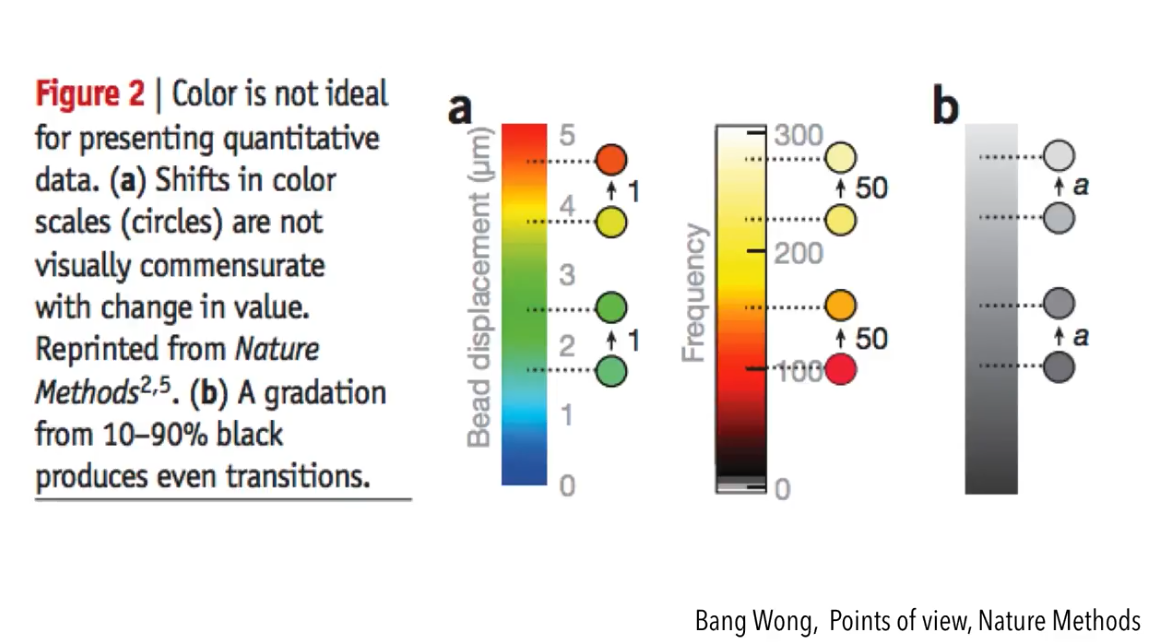 Figure 2 | Color is not ideal
for presenting quantitative
data. (a) Shifts in color
scales (circles) are not
visually commensurate
with change in value.
Reprinted from Nature
Methods2,5. (b) A gradation
from 10–90% black
produces even transitions.
a
Bead displacement (µm)
5
4
3
2
1
0
1
1
Frequency
300
200
100
0
50
50
b
a
a
Bang Wong, Points of view, Nature Methods